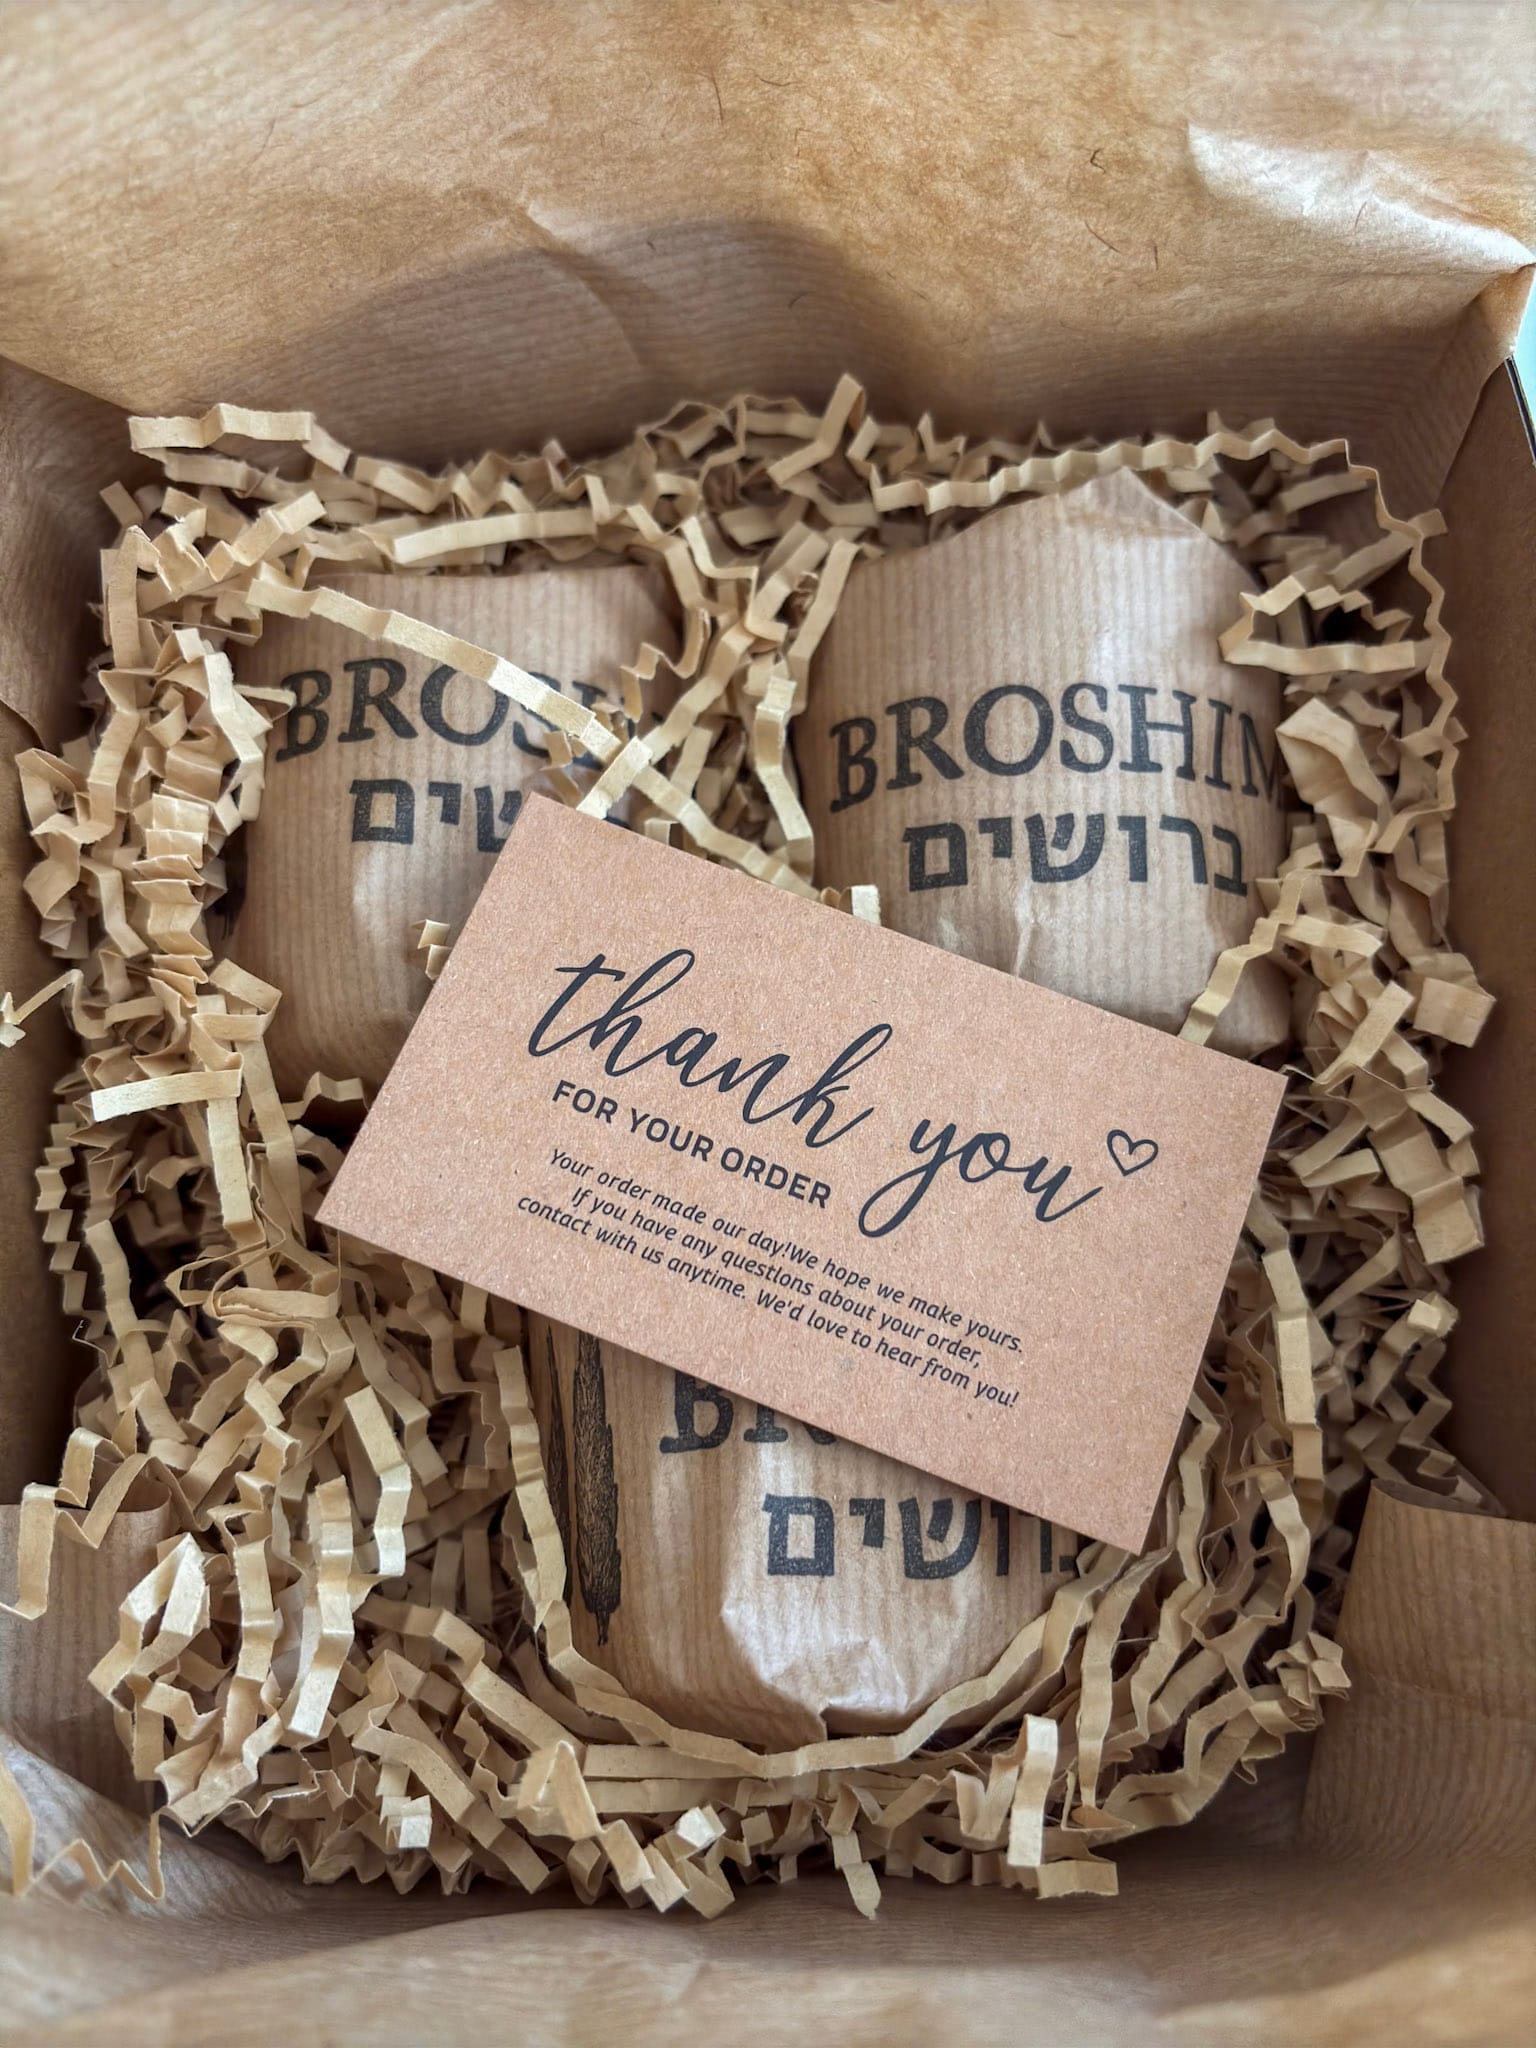 BROSHIM
ברושים
thank you
FOR YOUR ORDER
Your order made our day!We hope we make yours.
If you have any questions about your order,
contact with us anytime. We'd love to hear from you!